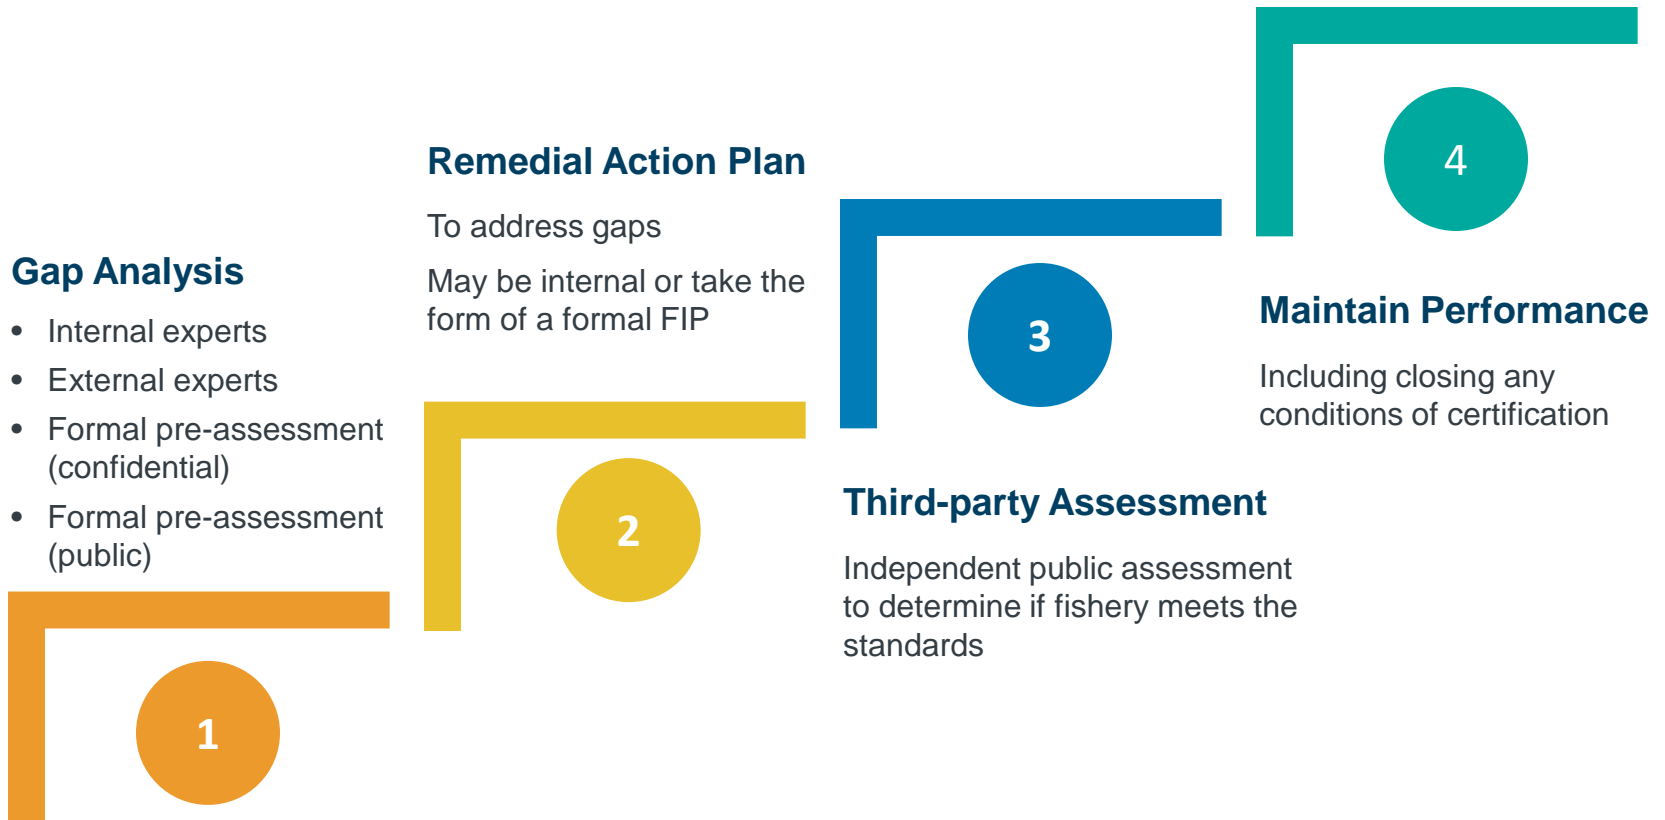 Gap Analysis
• Internal experts
• External experts
• Formal pre-assessment
(confidential)
• Formal pre-assessment
(public)
1
Remedial Action Plan
To address gaps
May be internal or take the
form of a formal FIP
2
3
Third-party Assessment
Independent public assessment
to determine if fishery meets the
standards
4
Maintain Performance
Including closing any
conditions of certification